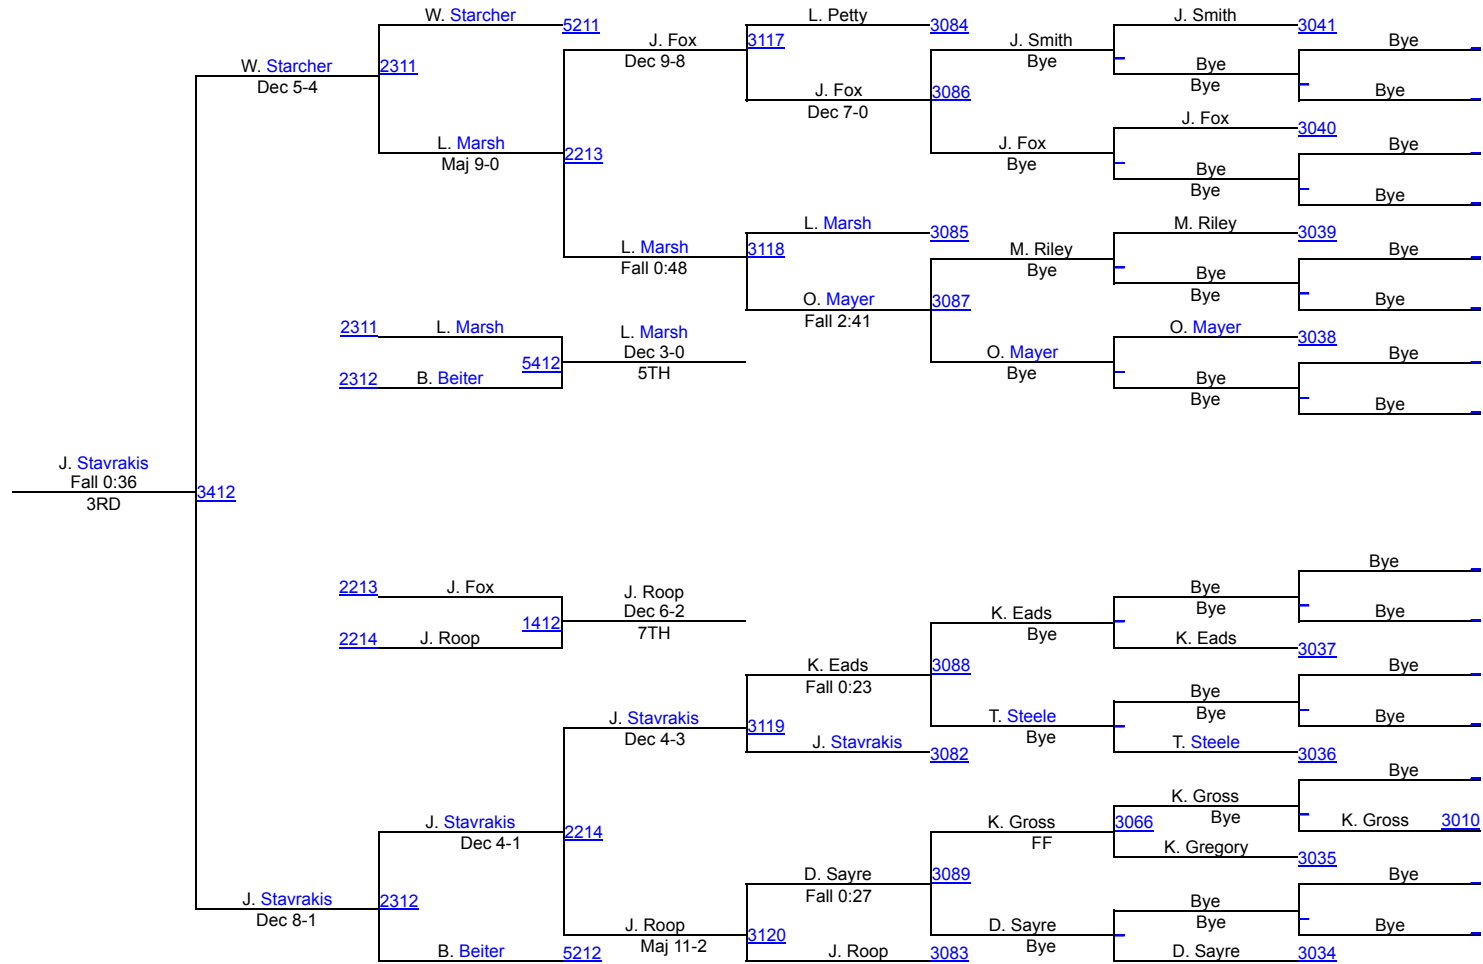 W. Starcher
5211
L. Petty
3084
J. Smith
3041
J. Fox
Dec 9-8
3117
J. Smith
Bye
Bye
W. Starcher
Dec 5-4
2311
Bye
Bye
J. Fox
Dec 7-0
3086
Bye
J. Fox
3040
L. Marsh
Maj 9-0
2213
J. Fox
Bye
Bye
Bye
Bye
Bye
L. Marsh
3085
M. Riley
3039
L. Marsh
Fall 0:48
3118
M. Riley
Bye
Bye
Bye
Bye
O. Mayer
Fall 2:41
3087
Bye
2311
L. Marsh
L. Marsh
Dec 3-0
5TH
5412
2312
B. Beiter
O. Mayer
3038
O. Mayer
Bye
Bye
Bye
Bye
Bye
J. Stavrakis
Fall 0:36
3RD
3412
Bye
2213
J. Fox
J. Roop
Dec 6-2
7TH
1412
2214
J. Roop
Bye
Bye
Bye
K. Eads
Bye
K. Eads
3037
K. Eads
Fall 0:23
3088
Bye
Bye
Bye
J. Stavrakis
Dec 4-3
3119
T. Steele
Bye
Bye
J. Stavrakis
3082
T. Steele
3036
Bye
K. Gross
Bye
K. Gross
3010
J. Stavrakis
Dec 4-1
2214
K. Gross
FF
3066
K. Gregory
3035
D. Sayre
Fall 0:27
3089
Bye
J. Stavrakis
Dec 8-1
2312
Bye
Bye
Bye
J. Roop
Maj 11-2
3120
D. Sayre
Bye
B. Beiter
5212
J. Roop
3083
D. Sayre
3034